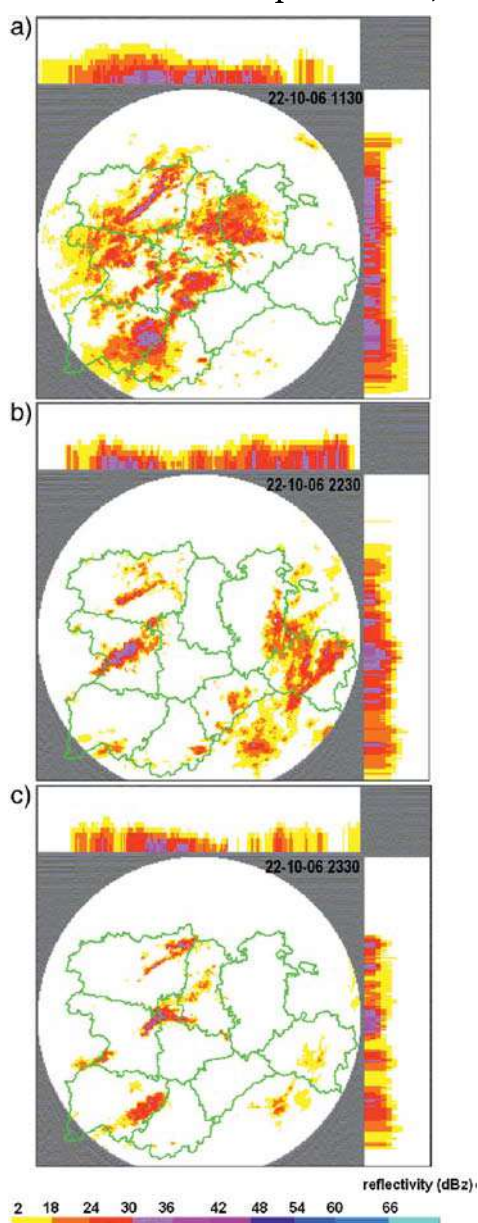 a)
22-10-06 1130
b)
22-10-06 2230
c)
22-10-06 2330
reflectivity (dBz)
2 18 24 30 36 42 48 54 60 66